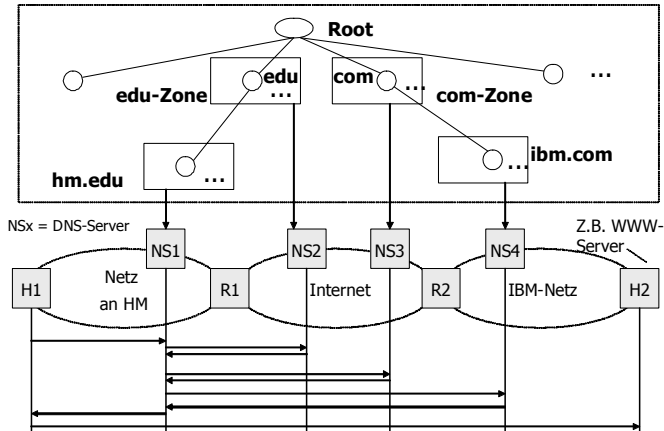 Root
edu
com
...
edu-Zone
...
...
com-Zone
hm.edu
...
...
ibm.com
NSx = DNS-Server
Z.B. WWW-
Server
NS1
NS2
NS3
NS4
H1
Netz
an HM
R1
Internet
R2
IBM-Netz
H2